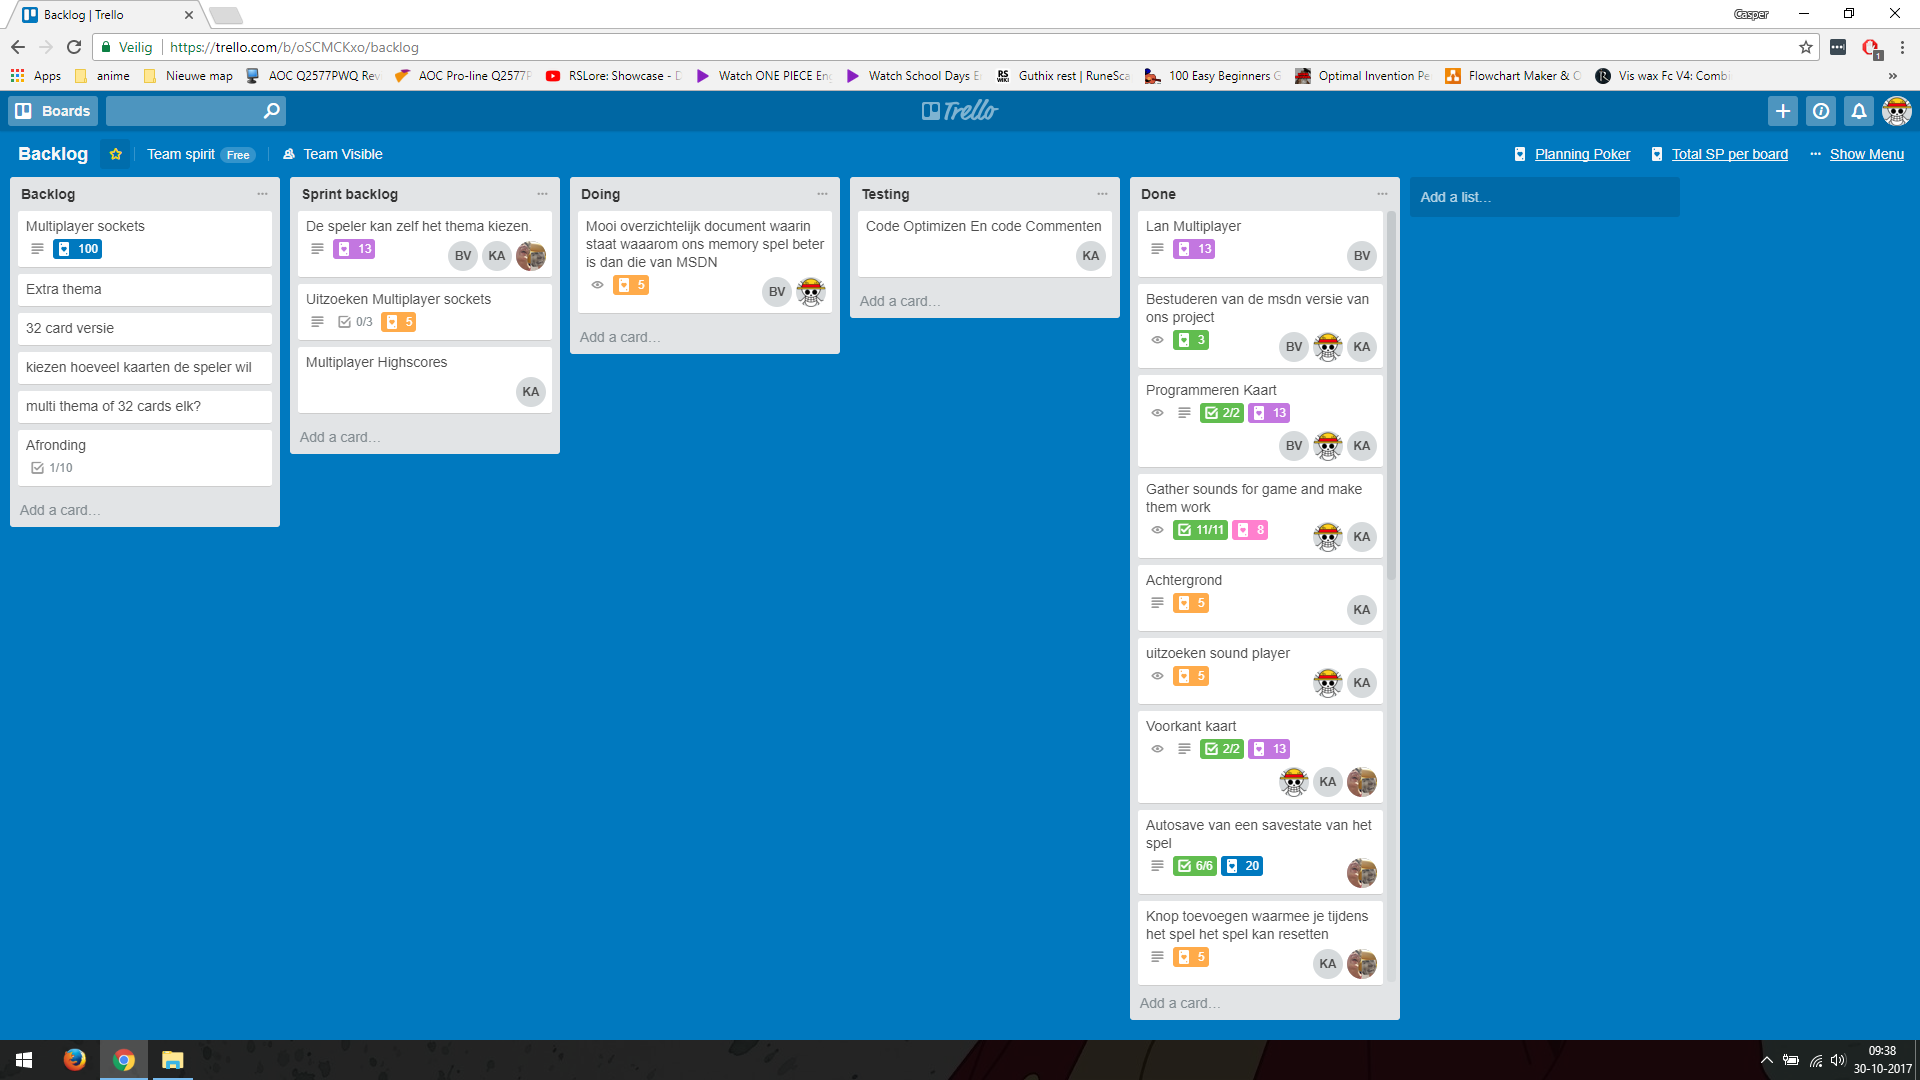 Backlog | Trello
Casper
Veilig
https://trello.com/b/oSCMCKxo/backlog
1
Apps
anime
Nieuwe map
AOC Q2577PWQ Rev
AOC Pro-line Q2577P
RSLore: Showcase - D
Watch ONE PIECE En
Watch School Days E
RS WIKI
Guthix rest | RuneSca
100 Easy Beginners G
Optimal Invention Pe
Flowchart Maker & O
Vis wax Fc V4: Combi
Boards
Trello
Backlog
Team spirit
Free
Team Visible
Planning Poker
Total SP per board
Show Menu
Backlog
Multiplayer sockets
100
Extra thema
32 card versie
kiezen hoeveel kaarten de speler wil
multi thema of 32 cards elk?
Afronding
1/10
Add a card...
Sprint backlog
De speler kan zelf het thema kiezen.
13
BV KA
Uitzoeken Multiplayer sockets
0/3 5
Multiplayer Highscores
KA
Add a card...
Doing
Mooi overzichtelijk document waarin
staat waaarom ons memory spel beter
is dan die van MSDN
5
BV
Add a card...
Testing
Code Optimizen En code Commenten
KA
Add a card...
Done
Lan Multiplayer
13
BV
Bestuderen van de msdn versie van
ons project
3
BV KA
Programmeren Kaart
2/2 13
BV KA
Gather sounds for game and make
them work
11/11 8
KA
Achtergrond
5
KA
uitzoeken sound player
5
KA
Voorkant kaart
2/2 13
KA
Autosave van een savestate van het
spel
6/6 20
Knop toevoegen waarmee je tijdens
het spel het spel kan resetten
5
KA
Add a card...
Add a list...
09:38
30-10-2017